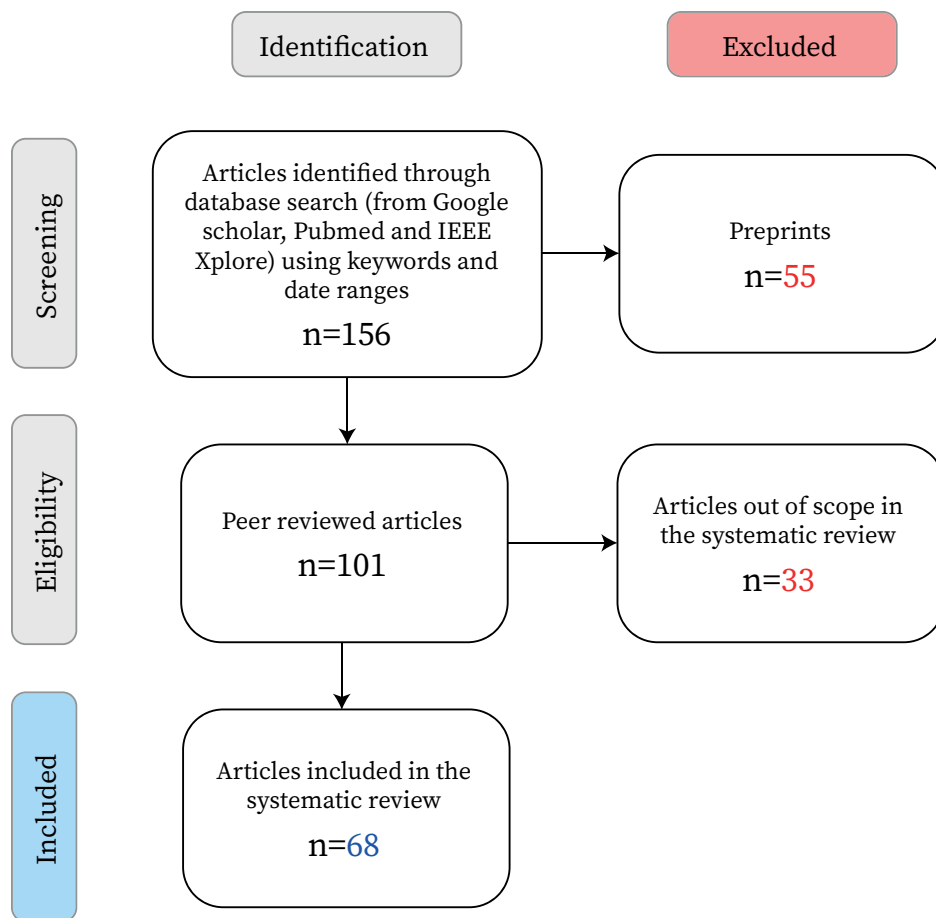 Identification
Excluded
Screening
Articles identified through
database search (from Google
scholar, Pubmed and IEEE
Xplore) using keywords and
date ranges
n=156
Preprints
n=55
Eligibility
Peer reviewed articles
n=101
Articles out of scope in
the systematic review
n=33
Included
Articles included in the
systematic review
n=68